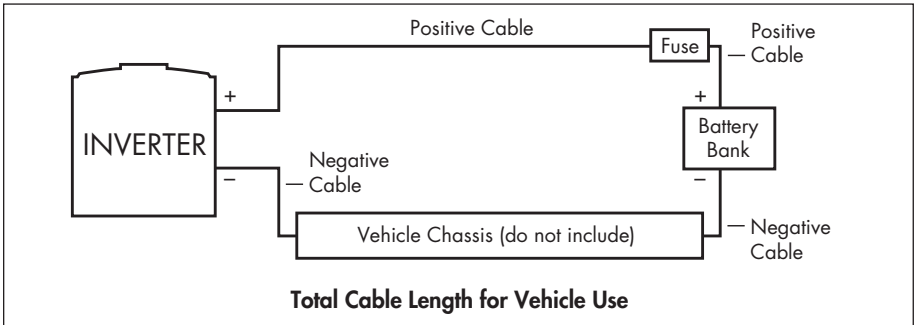 Positive Cable
Fuse
Positive
Cable
+
+
INVERTER
Battery
Bank
–
Negative
Cable
–
Vehicle Chassis (do not include)
Negative
Cable
Total Cable Length for Vehicle Use